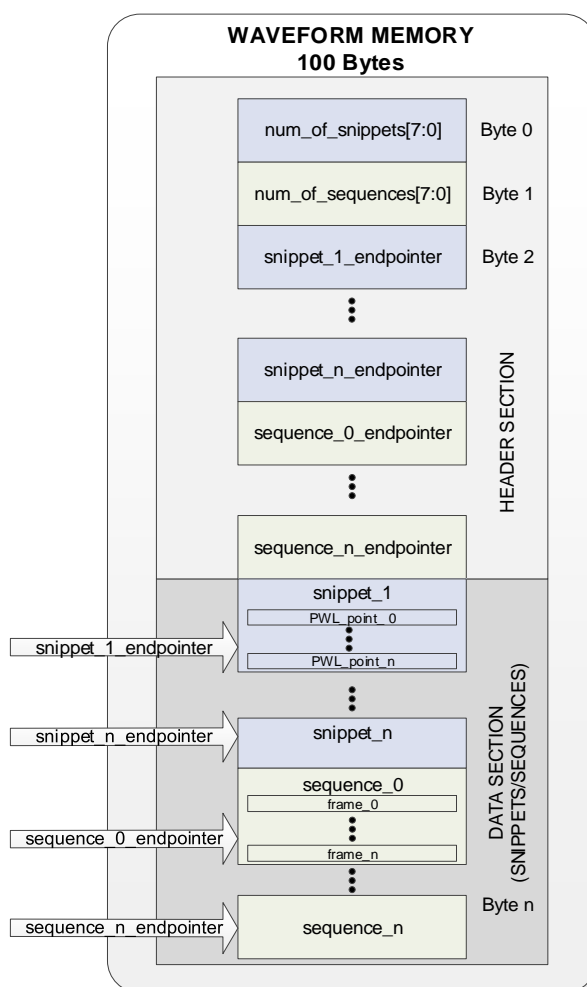 WAVEFORM MEMORY
100 Bytes
num_of_snippets[7:0]
Byte 0
num_of_sequences[7:0]
Byte 1
snippet_1_endpointer
Byte 2
snippet_n_endpointer
sequence_0_endpointer
sequence_n_endpointer
HEADER SECTION
snippet_1
PWL_point_0
snippet_1_endpointer
PWL_point_n
snippet_n_endpointer
snippet_n
sequence_0
frame_0
sequence_0_endpointer
frame_n
DATA SECTION
(SNIPPETS/SEQUENCES)
Byte n
sequence_n_endpointer
sequence_n